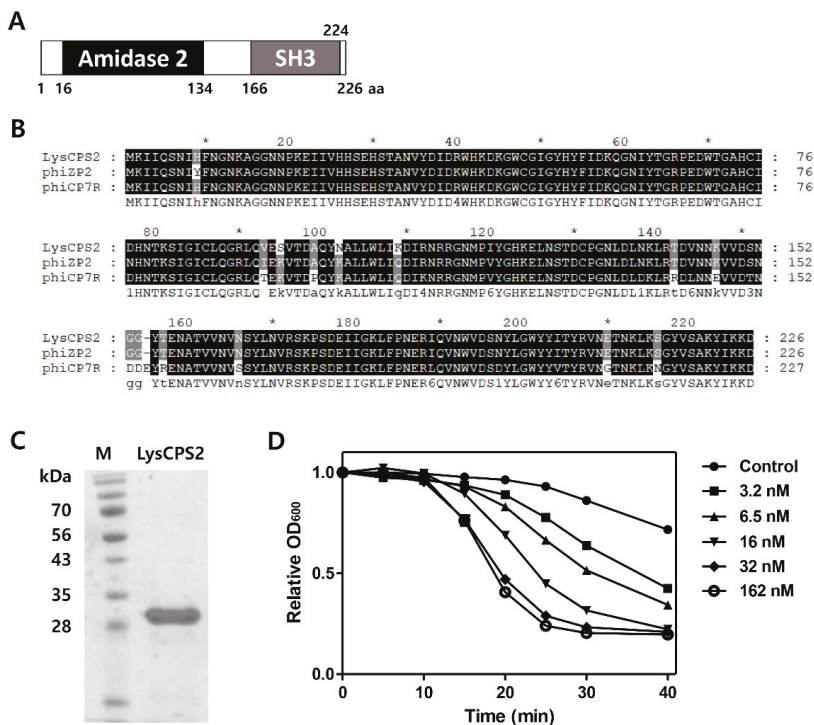 A
224
Amidase 2 SH3
1 16 134 166 226 aa
B
* 20 * 40 * 60 *
LysCPS2 : MKIIQSNIHFNGNKAGGNNPKEIIVHHSEHSTANVYDIDRWHKDKGWCGIGYHYFIDKQGNIYTGRPEDWTGAHCI : 76
phiZP2 : MKIIQSNIYFNGNKAGGNNPKEIIVHHSEHSTANVYDIDRWHKDKGWCGIGYHYFIDKQGNIYTGRPEDWTGAHCI : 76
phiCP7R : MKIIQSNIHFNGNKAGGNNPKEIIVHHSEHSTANVYDIDRWHKDKGWCGIGYHYFIDKQGNIYTGRPEDWTGAHCI : 76
MKIIQSNIhFNGNKAGGNNPKEIIVHHSEHSTANVYDID4WHKDKGWCGIGYHYFIDKQGNIYTGRPEDWTGAHCI
80 * 100 * 120 * 140 *
LysCPS2 : DHNTKSIGICLQGRLQVESVTDAQYNALLWLIKDIRNRRGNMPIYGHKELNSTDCPGNLDLNKLRTDVNNKVVDSN : 152
phiZP2 : NHNTKSIGICLQGRLQIEKVTDAQYKALLWLIQDIRNRRGNMPIYGHKELNSTDCPGNLDLNKLRTDVNNKVVDSN : 152
phiCP7R : DHNTKSIGICLQGRLQTEKVTDPQYKALLWLIQDIRNRRGNMPIYGHKELNSTDCPGNLDLNKLRRDLNNEVVDTN : 152
1HNTKSIGICLQGRLQ EkVTDaQYkALLWLIqDI4NRRGNMP6YGHKELNSTDCPGNLDL1KLRtD6NNkVVD3N
160 * 180 * 200 * 220
LysCPS2 : GG-YTENATVVNVNSYLNVRSKPSDEIIGKLFPNERIQVNWVDSNYLGWYYITYRVNETNKLKSGYVSAKYIKKD : 226
phiZP2 : GG-YTENATVVNVNSYLNVRSKPSDEIIGKLFPNERIQVNWVDSNYLGWYYITYRVNETNKLKSGYVSAKYIKKD : 226
phiCP7R : DDEYRENATVVNVSSYLNVRSKPSDEIIGKLFPNERIQVNWVDSDYLGWYYVTYRVNGTNKLKNGYVSAKYIKKD : 227
gg YtENATVVNVnSYLNVRSKPSDEIIGKLFPNER6QVNWVDS1YLGWYY6TYRVNeTNKLKsGYVSAKYIKKD
C
M LysCPS2
kDa
70
56
43
35
28
D
Relative OD600
1.0
0.5
0.0
0 10 20 30 40
Time (min)
Control
3.2 nM
6.5 nM
16 nM
32 nM
162 nM